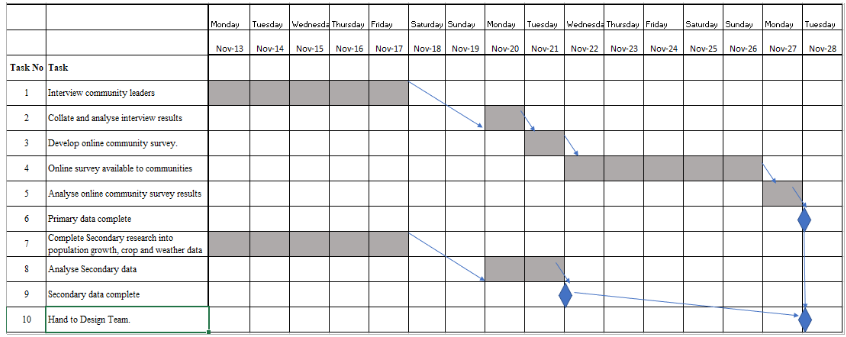 Monday Tuesday Wednesda Thursday Friday Saturday Sunday Monday Tuesday Wednesda Thursday Friday Saturday Sunday Monday Tuesday
Nov-13 Nov-14 Nov-15 Nov-16 Nov-17 Nov-18 Nov-19 Nov-20 Nov-21 Nov-22 Nov-23 Nov-24 Nov-25 Nov-26 Nov-27 Nov-28
Task No Task
1 Interview community leaders
2 Collate and analyse interview results
3 Develop online community survey.
4 Online survey available to communities
5 Analyse online community survey results
6 Primary data complete
7 Complete Secondary research into
population growth, crop and weather data
8 Analyse Secondary data
9 Secondary data complete
10 Hand to Design Team.